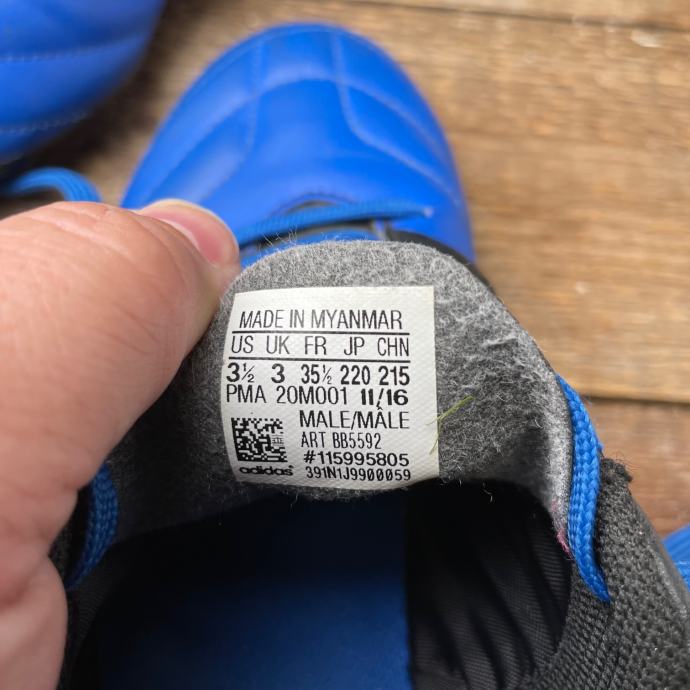 MADE IN MYANMAR
US UK FR JP CHN
3½ 3 35½ 220 215
PMA 20M001 11/16
MALE/MÂLE
ART BB5592
#115995805
adidas 391N1J9900059